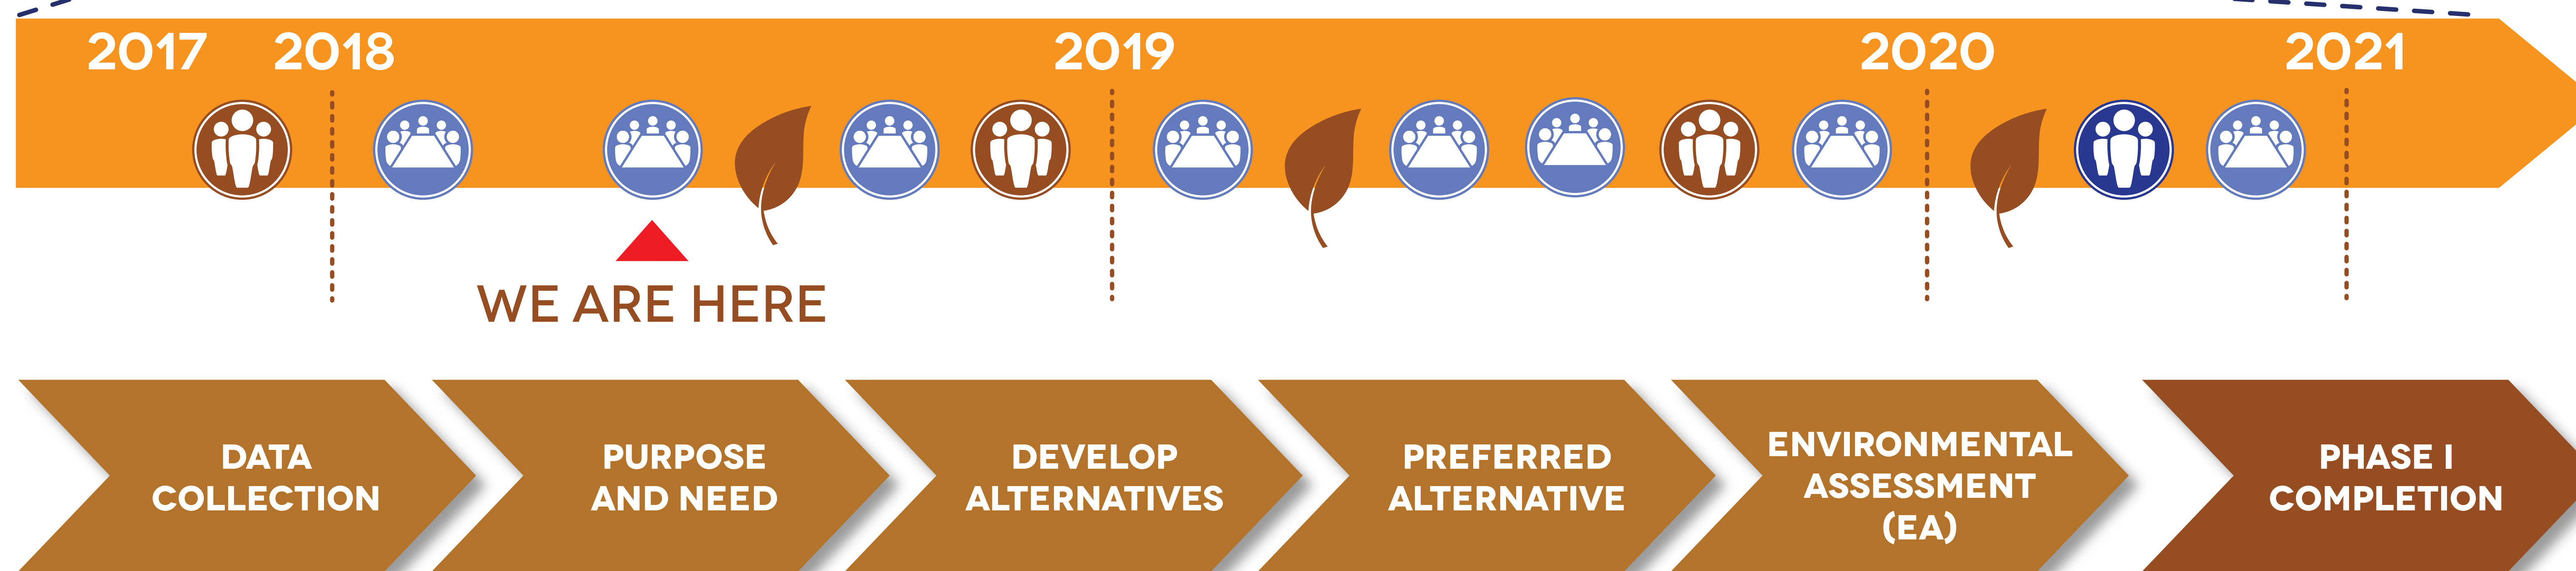 2017 2018 2019 2020 2021
WE ARE HERE
DATA
COLLECTION
PURPOSE
AND NEED
DEVELOP
ALTERNATIVES
PREFERRED
ALTERNATIVE
ENVIRONMENTAL
ASSESSMENT
(EA)
PHASE I
COMPLETION